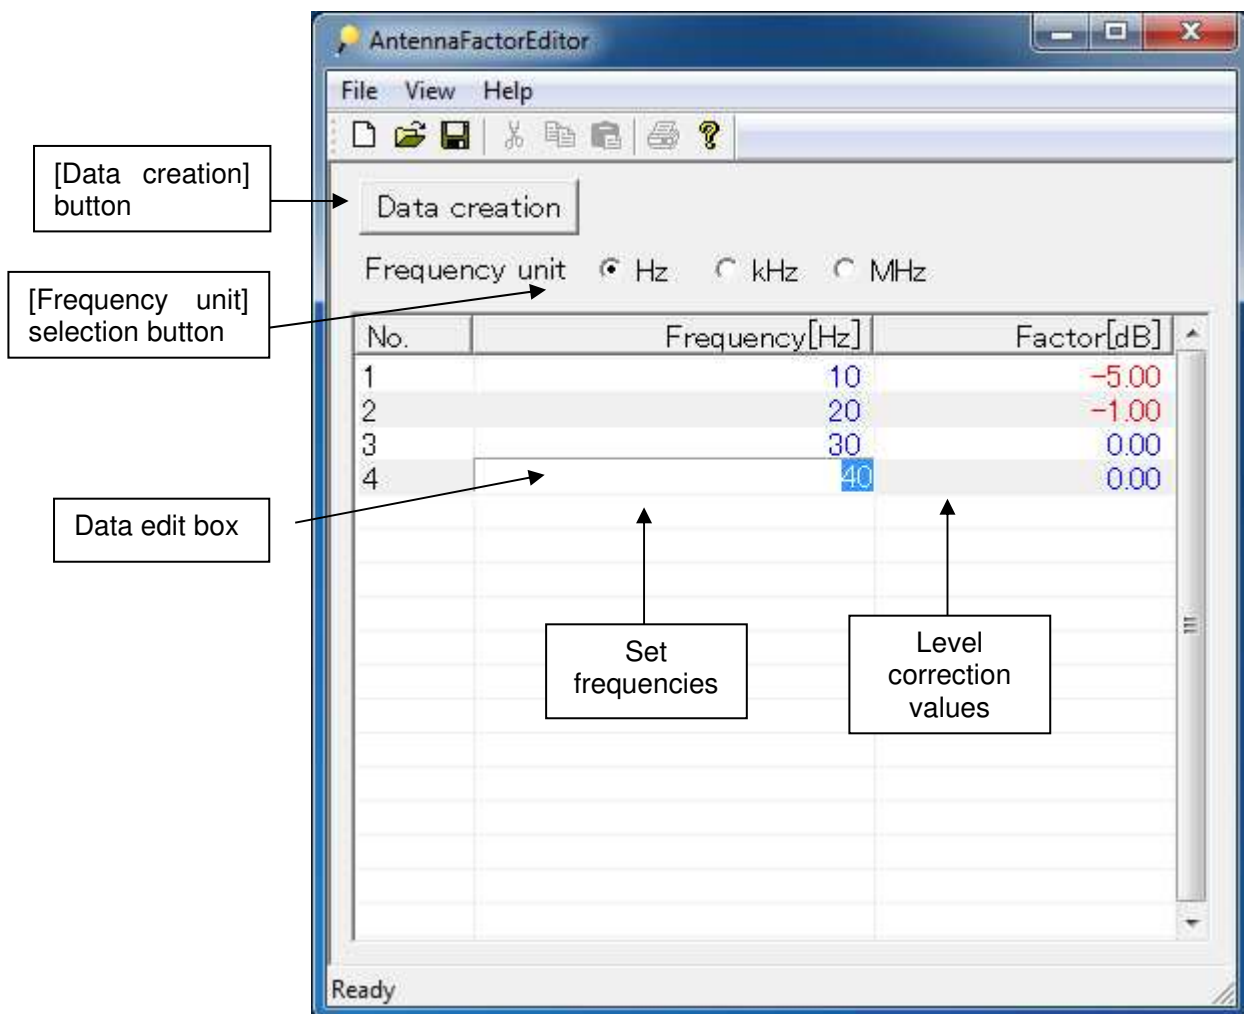 AntennaFactorEditor
File View Help
[Data creation]
button
Data creation
Frequency unit Hz kHz MHz
[Frequency unit]
selection button
No. Frequency[Hz] Factor[dB]
1 10 -5.00
2 20 -1.00
3 30 0.00
4 40 0.00
Data edit box
Set
frequencies
Level
correction
values
Ready